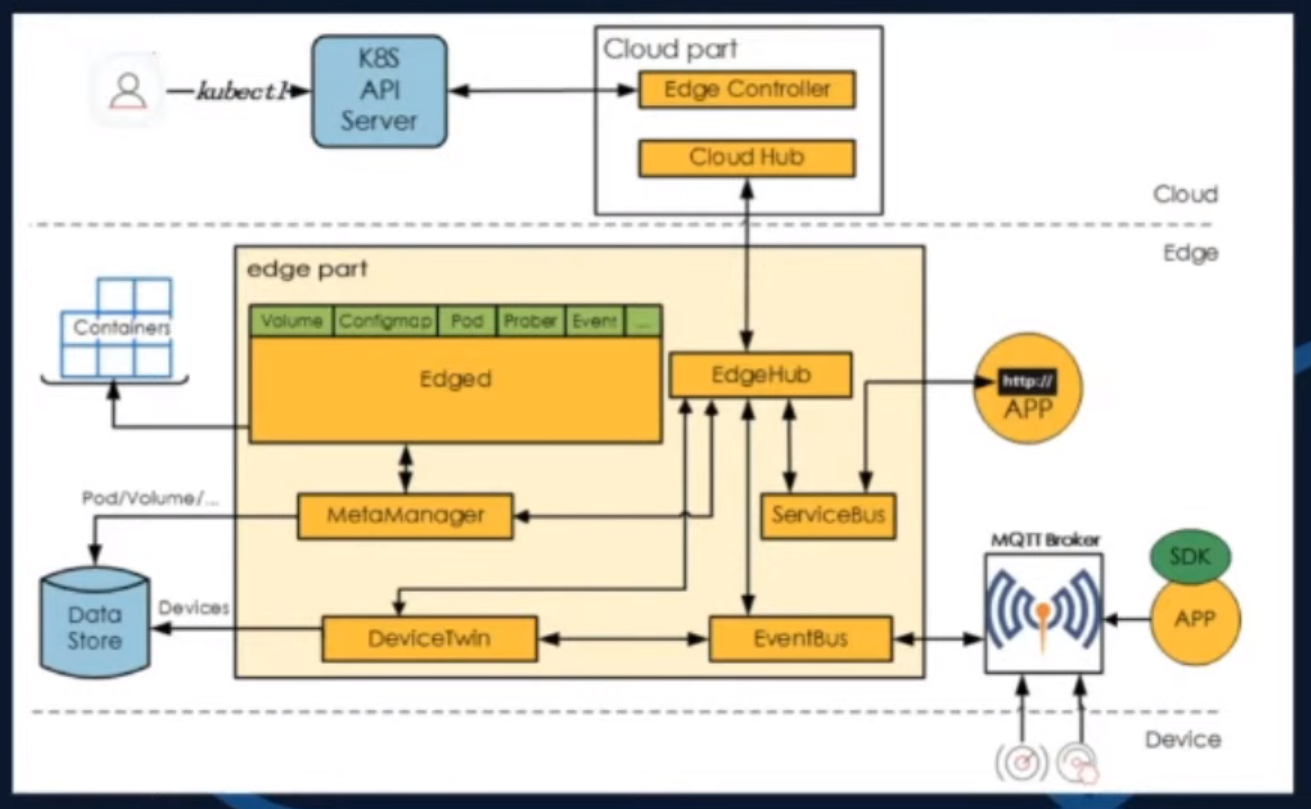 Cloud part
K8S
API
Server
kubectl
Edge Controller
Cloud Hub
Cloud
Edge
edge part
Volume
Configmap
Pod
Prober
Event
...
Containers
Edged
EdgeHub
http://
APP
Pod/Volume/...
MetaManager
ServiceBus
MQTT Broker
SDK
APP
Data
Store
Devices
DeviceTwin
EventBus
Device